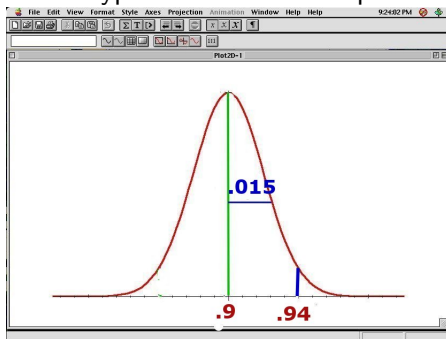 File Edit View Format Style Axes Projection Animation Window Help Help 9:24:02 PM
Plot2D-1
.015
.9
.94